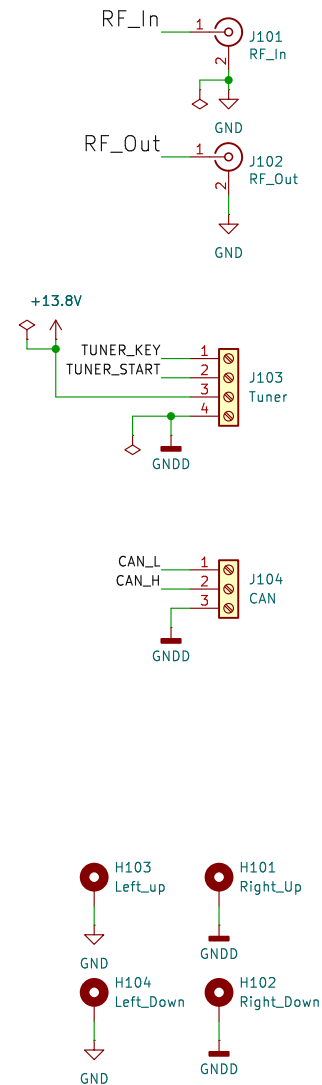 RF_In
1
J101
RF_In
2
GND
RF_Out
1
J102
RF_Out
2
GND
+13.8V
TUNER_KEY
1
TUNER_START
2
3
4
J103
Tuner
GNDD
CAN_L
1
CAN_H
2
3
J104
CAN
GNDD
H103
Left_up
GND
H101
Right_Up
GNDD
H104
Left_Down
GND
H102
Right_Down
GNDD